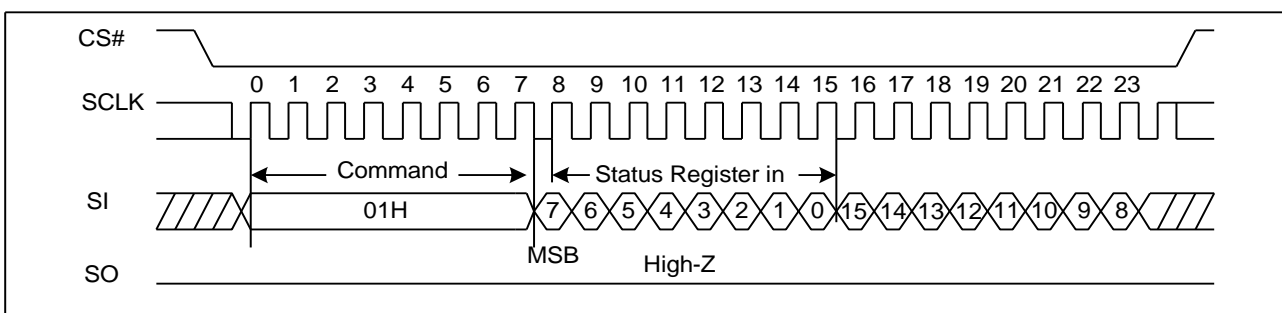 CS#
0 1 2 3 4 5 6 7 8 9 10 11 12 13 14 15 16 17 18 19 20 21 22 23
SCLK
Command Status Register in
SI 01H 7 6 5 4 3 2 1 0 15 14 13 12 11 10 9 8
MSB High-Z
SO